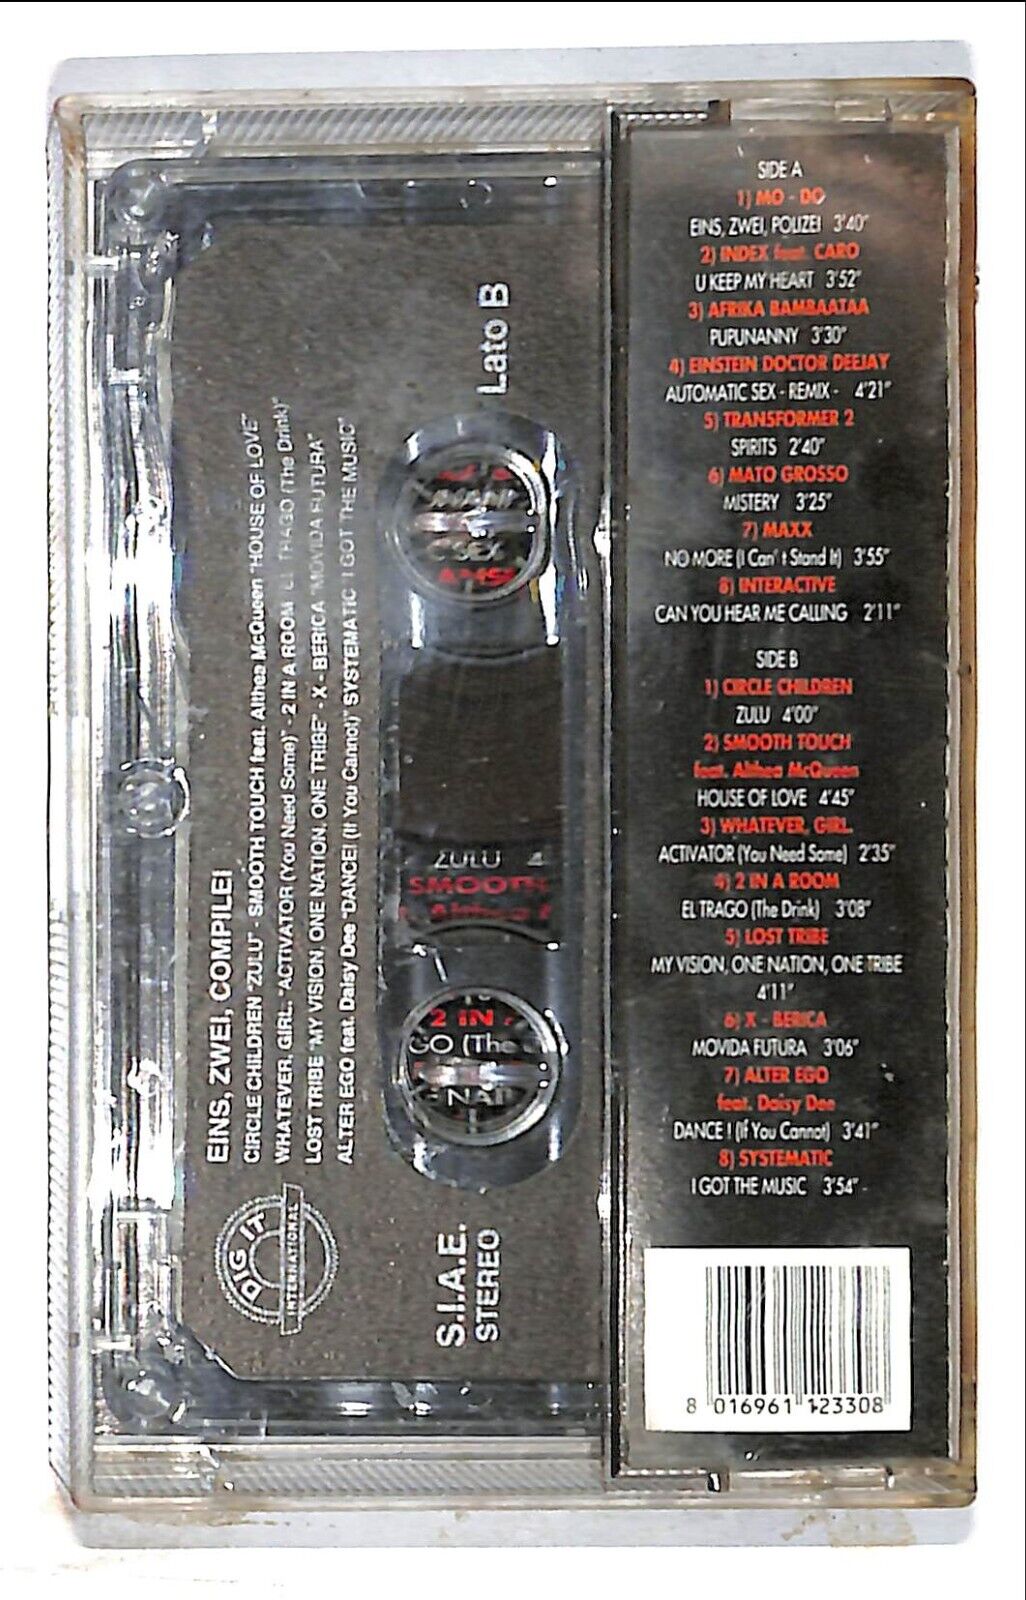 SIDE A
1) MO - DO
EINS, ZWEI, POLIZEI 3'40"
2) INDEX feat. CARO
U KEEP MY HEART 3'52"
3) AFRIKA BAMBAATAA
PUPUNANNY 3'30"
4) EINSTEIN DOCTOR DEEJAY
AUTOMATIC SEX - REMIX - 4'21"
5) TRANSFORMER 2
SPIRITS 2'40"
6) MATO GROSSO
MISTERY 3'25"
7) MAXX
NO MORE (I Can't Stand It) 3'55"
8) INTERACTIVE
CAN YOU HEAR ME CALLING 2'11"
SIDE B
1) CIRCLE CHILDREN
ZULU 4'00"
2) SMOOTH TOUCH
feat. Althea McQueen
HOUSE OF LOVE 4'45"
3) WHATEVER, GIRL.
ACTIVATOR (You Need Some) 2'35"
4) 2 IN A ROOM
EL TRAGO (The Drink) 3'08"
5) LOST TRIBE
MY VISION, ONE NATION, ONE TRIBE
4'11"
6) X - BERICA
MOVIDA FUTURA 3'06"
7) ALTER EGO
feat. Daisy Dee
DANCE ! (If You Cannot) 3'41"
8) SYSTEMATIC
I GOT THE MUSIC 3'54"
8 016961 123308
EINS, ZWEI, COMPILE!
CIRCLE CHILDREN "ZULU" - SMOOTH TOUCH feat. Althea McQueen "HOUSE OF LOVE"
WHATEVER, GIRL. "ACTIVATOR (You Need Some)" - 2 IN A ROOM "EL TRAGO (The Drink)"
LOST TRIBE "MY VISION, ONE NATION, ONE TRIBE" - X - BERICA "MOVIDA FUTURA"
ALTER EGO feat. Daisy Dee "DANCE! (If You Cannot)" SYSTEMATIC "I GOT THE MUSIC"
DIG IT
INTERNATIONAL
S.I.A.E.
STEREO
Lato B
ZULU 4
SMOOTH
2 IN
GO (The